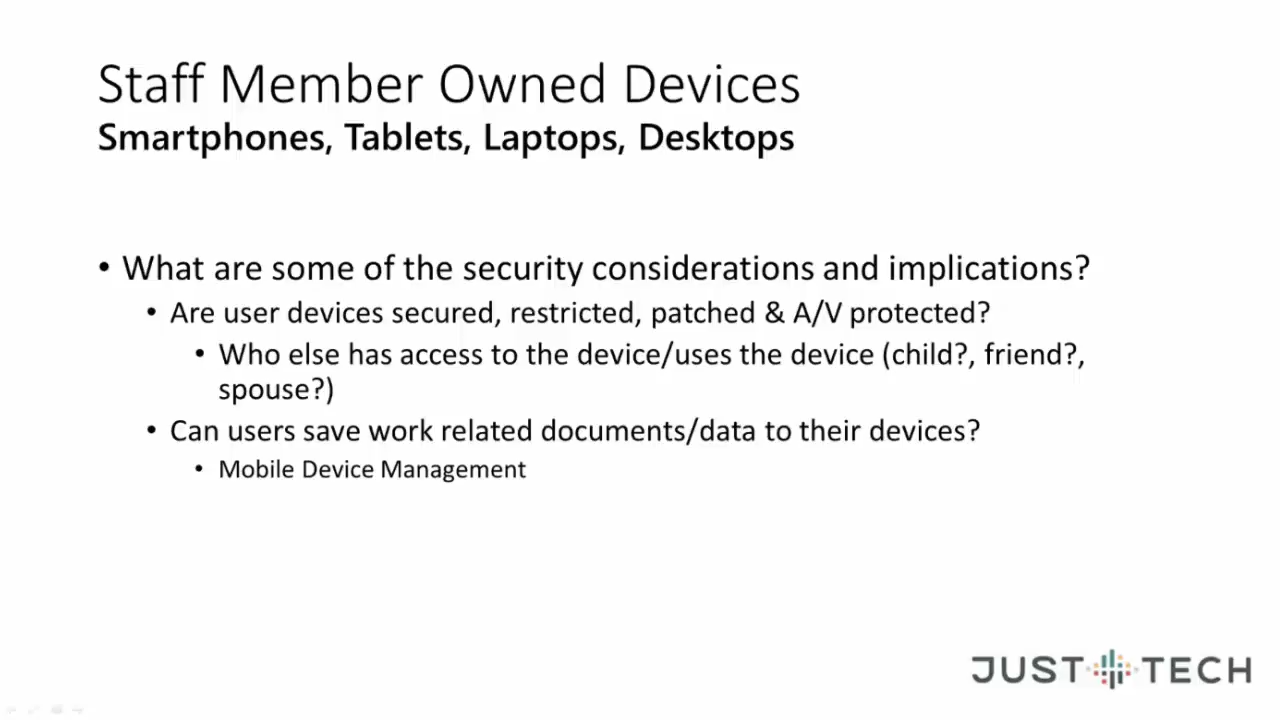 Staff Member Owned Devices
Smartphones, Tablets, Laptops, Desktops
• What are some of the security considerations and implications?
• Are user devices secured, restricted, patched & A/V protected?
• Who else has access to the device/uses the device (child?, friend?,
spouse?)
• Can users save work related documents/data to their devices?
• Mobile Device Management
JUST TECH